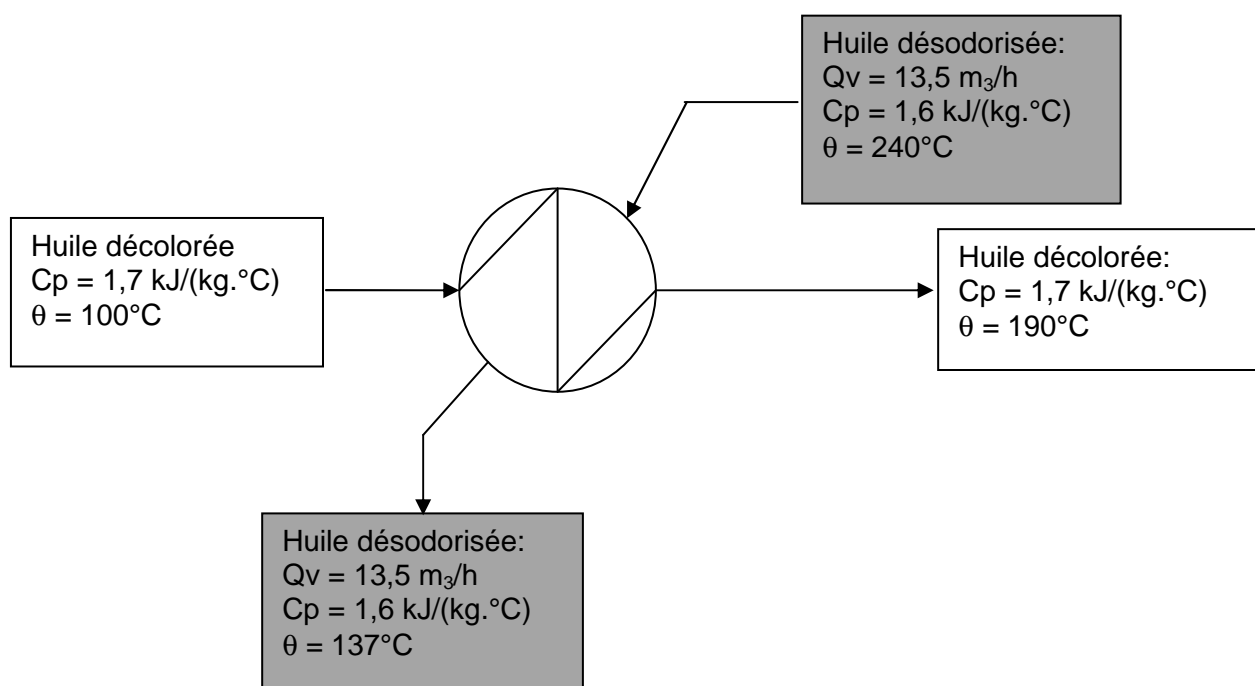 Huile désodorisée:
Qv = 13,5 m₃/h
Cp = 1,6 kJ/(kg.°C)
θ = 240°C
Huile décolorée
Cp = 1,7 kJ/(kg.°C)
θ = 100°C
Huile décolorée:
Cp = 1,7 kJ/(kg.°C)
θ = 190°C
Huile désodorisée:
Qv = 13,5 m₃/h
Cp = 1,6 kJ/(kg.°C)
θ = 137°C